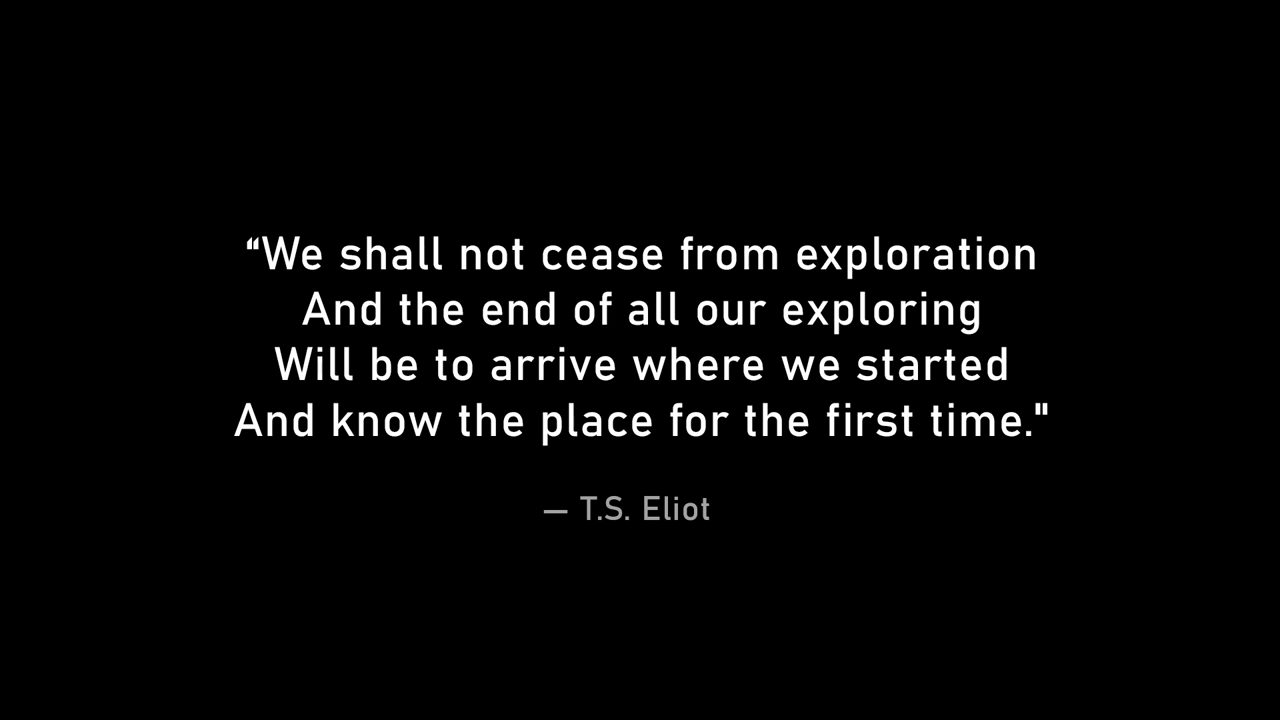 “We shall not cease from exploration
And the end of all our exploring
Will be to arrive where we started
And know the place for the first time."
— T.S. Eliot